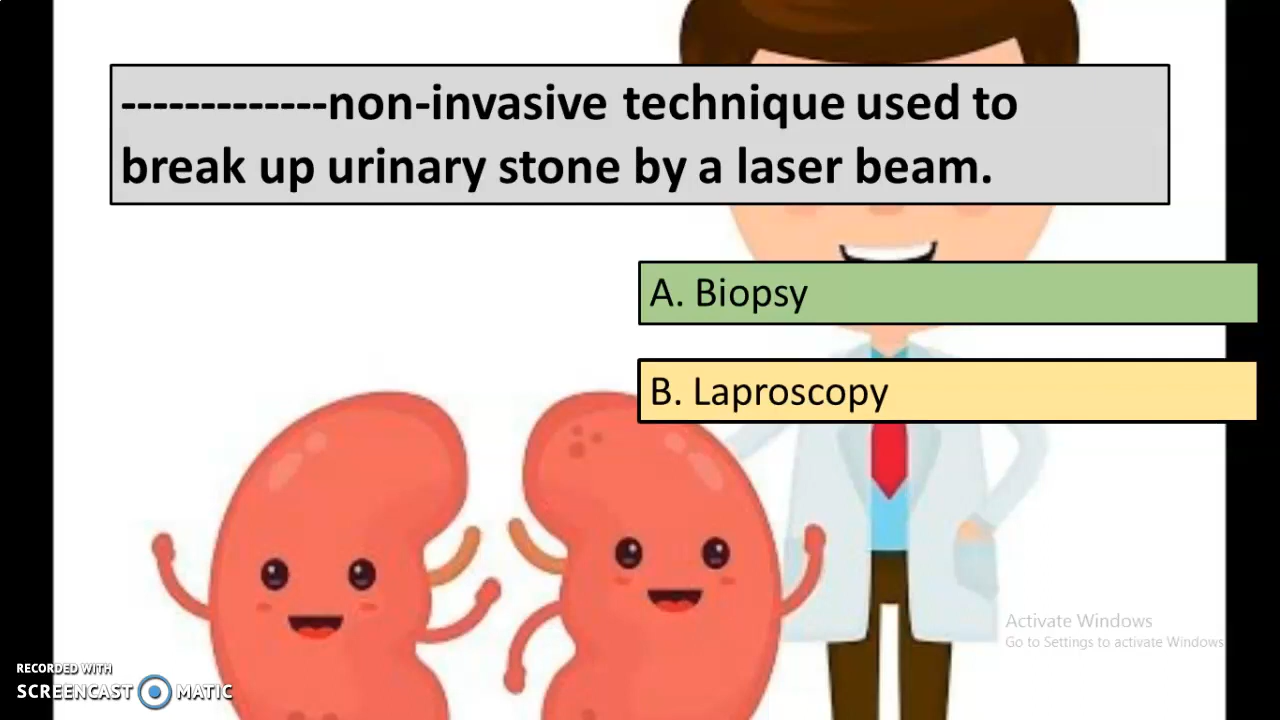 -------------non-invasive technique used to
break up urinary stone by a laser beam.
A. Biopsy
B. Laproscopy
Activate Windows
Go to Settings to activate Windows
RECORDED WITH
SCREENCAST MATIC